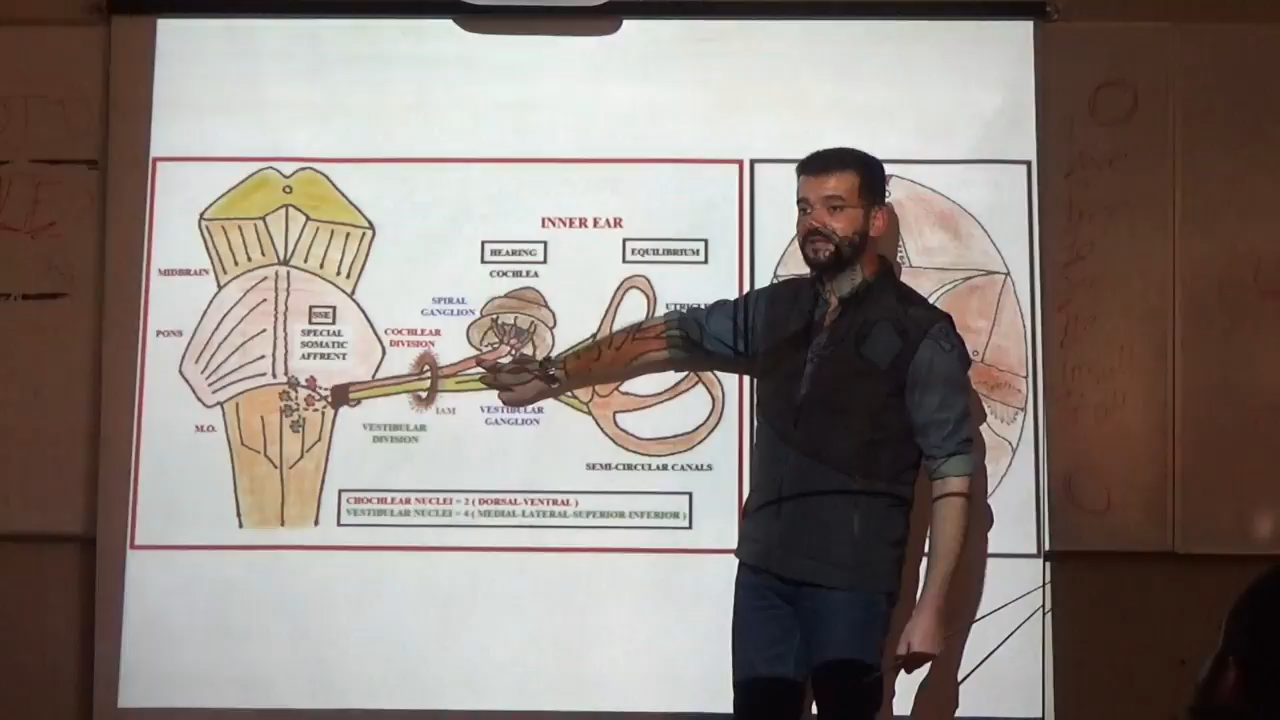 INNER EAR
HEARING
EQUILIBRIUM
COCHLEA
MIDBRAIN
SPIRAL
GANGLION
PONS
SSE
SPECIAL
SOMATIC
AFFRENT
COCHLEAR
DIVISION
IAM
VESTIBULAR
GANGLION
M.O.
VESTIBULAR
DIVISION
SEMI-CIRCULAR CANALS
CHOCHLEAR NUCLEI = 2 ( DORSAL-VENTRAL )
VESTIBULAR NUCLEI = 4 ( MEDIAL-LATERAL-SUPERIOR-INFERIOR )